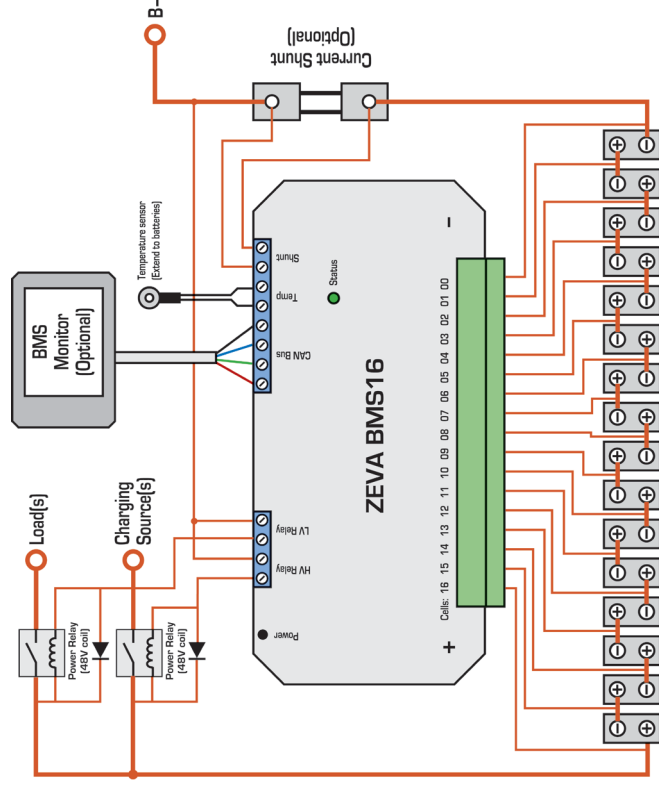 B-
Current Shunt
(Optional)
Temperature sensor
(Extend to batteries)
BMS
Monitor
(Optional)
Load(s)
Charging
Source(s)
Power Relay
(48V coil)
Power Relay
(48V coil)
Shunt
Temp
CAN Bus
LV Relay
HV Relay
Status
Power
ZEVA BMS16
-
+
Cells: 16 15 14 13 12 11 10 09 08 07 06 05 04 03 02 01 00
+ -
- +
+ -
- +
+ -
- +
+ -
- +
+ -
- +
+ -
- +
+ -
- +
+ -
- +